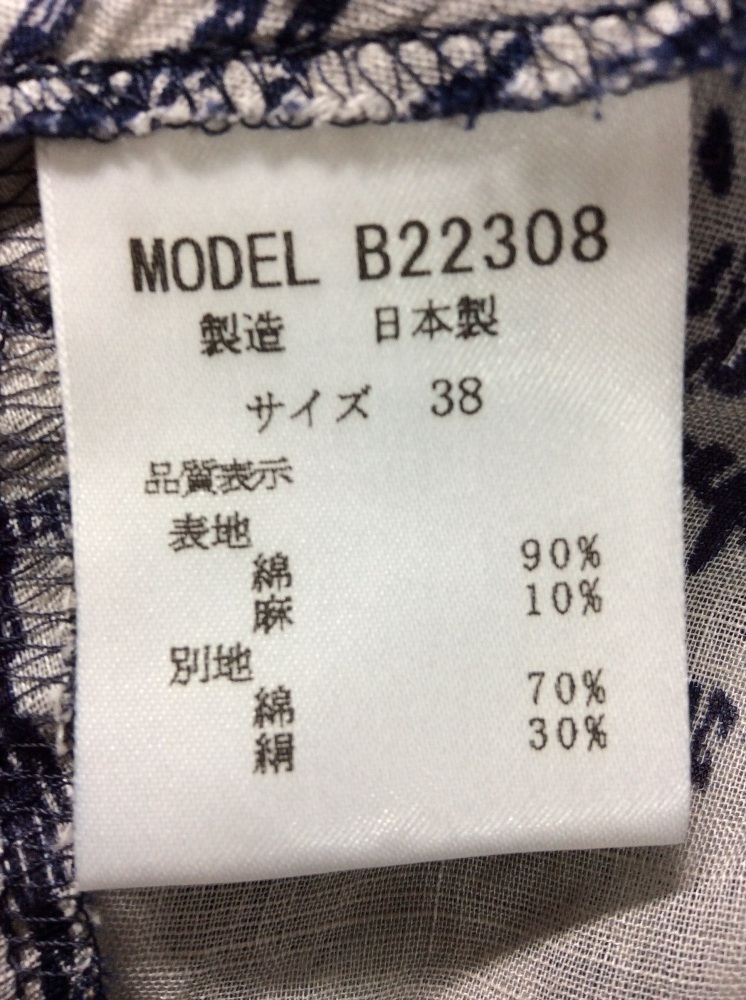 MODEL B22308
製造 日本製
サイズ 38
品質表示
表地
綿 90%
麻 10%
別地
綿 70%
絹 30%